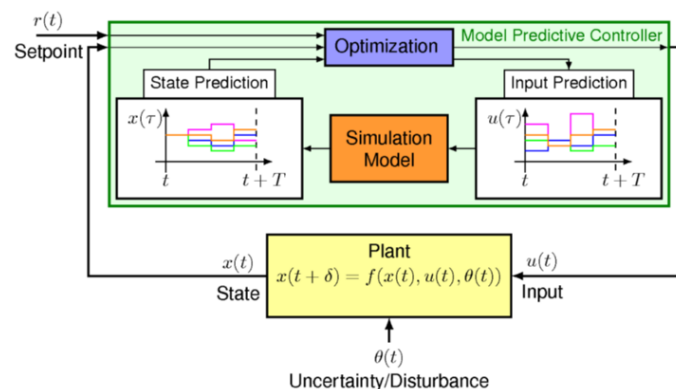 r(t)
Setpoint
Optimization
Model Predictive Controller
State Prediction
Input Prediction
x(τ)
t
t + T
Simulation
Model
u(τ)
t
t + T
Plant
x(t + δ) = f(x(t), u(t), θ(t))
x(t)
State
u(t)
Input
θ(t)
Uncertainty/Disturbance